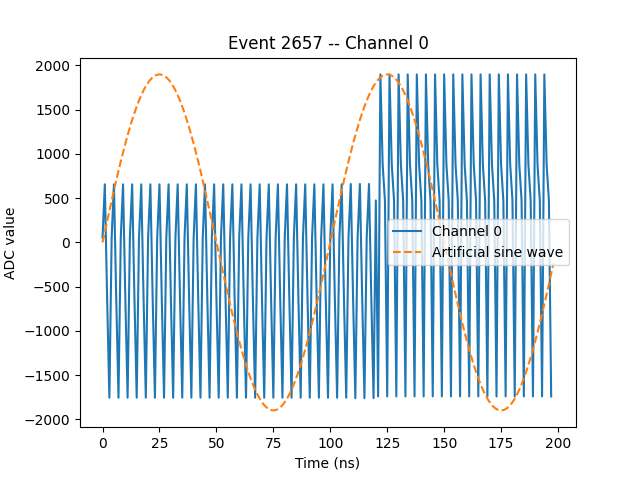 Event 2657 -- Channel 0
ADC value
2000
1500
1000
500
0
−500
−1000
−1500
−2000
Channel 0
Artificial sine wave
0 25 50 75 100 125 150 175 200
Time (ns)